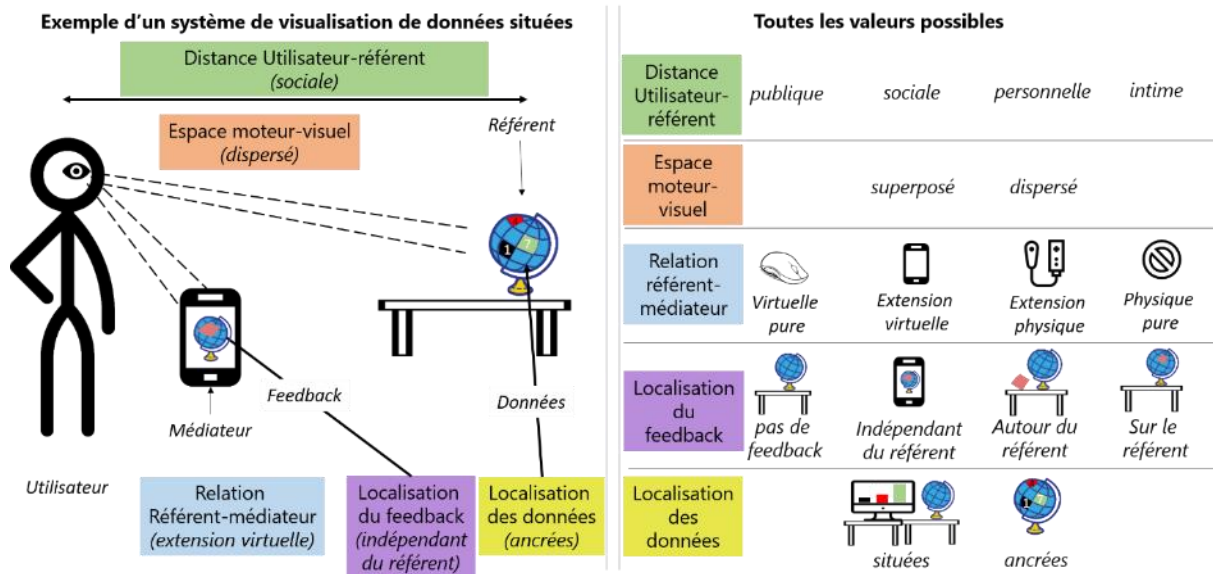 Exemple d'un système de visualisation de données situées
Distance Utilisateur-référent
(sociale)
Espace moteur-visuel
(dispersé)
Référent
1
?
Feedback
Données
Médiateur
Utilisateur
Relation
Référent-médiateur
(extension virtuelle)
Localisation
du feedback
(indépendant
du référent)
Localisation
des données
(ancrées)
Toutes les valeurs possibles
Distance
Utilisateur-
référent
publique
sociale
personnelle
intime
Espace
moteur-
visuel
superposé
dispersé
Relation
référent-
médiateur
Virtuelle
pure
Extension
virtuelle
Extension
physique
Physique
pure
Localisation
du
feedback
pas de
feedback
Indépendant
du référent
Autour du
référent
Sur le
référent
Localisation
des
données
situées
1
ancrées